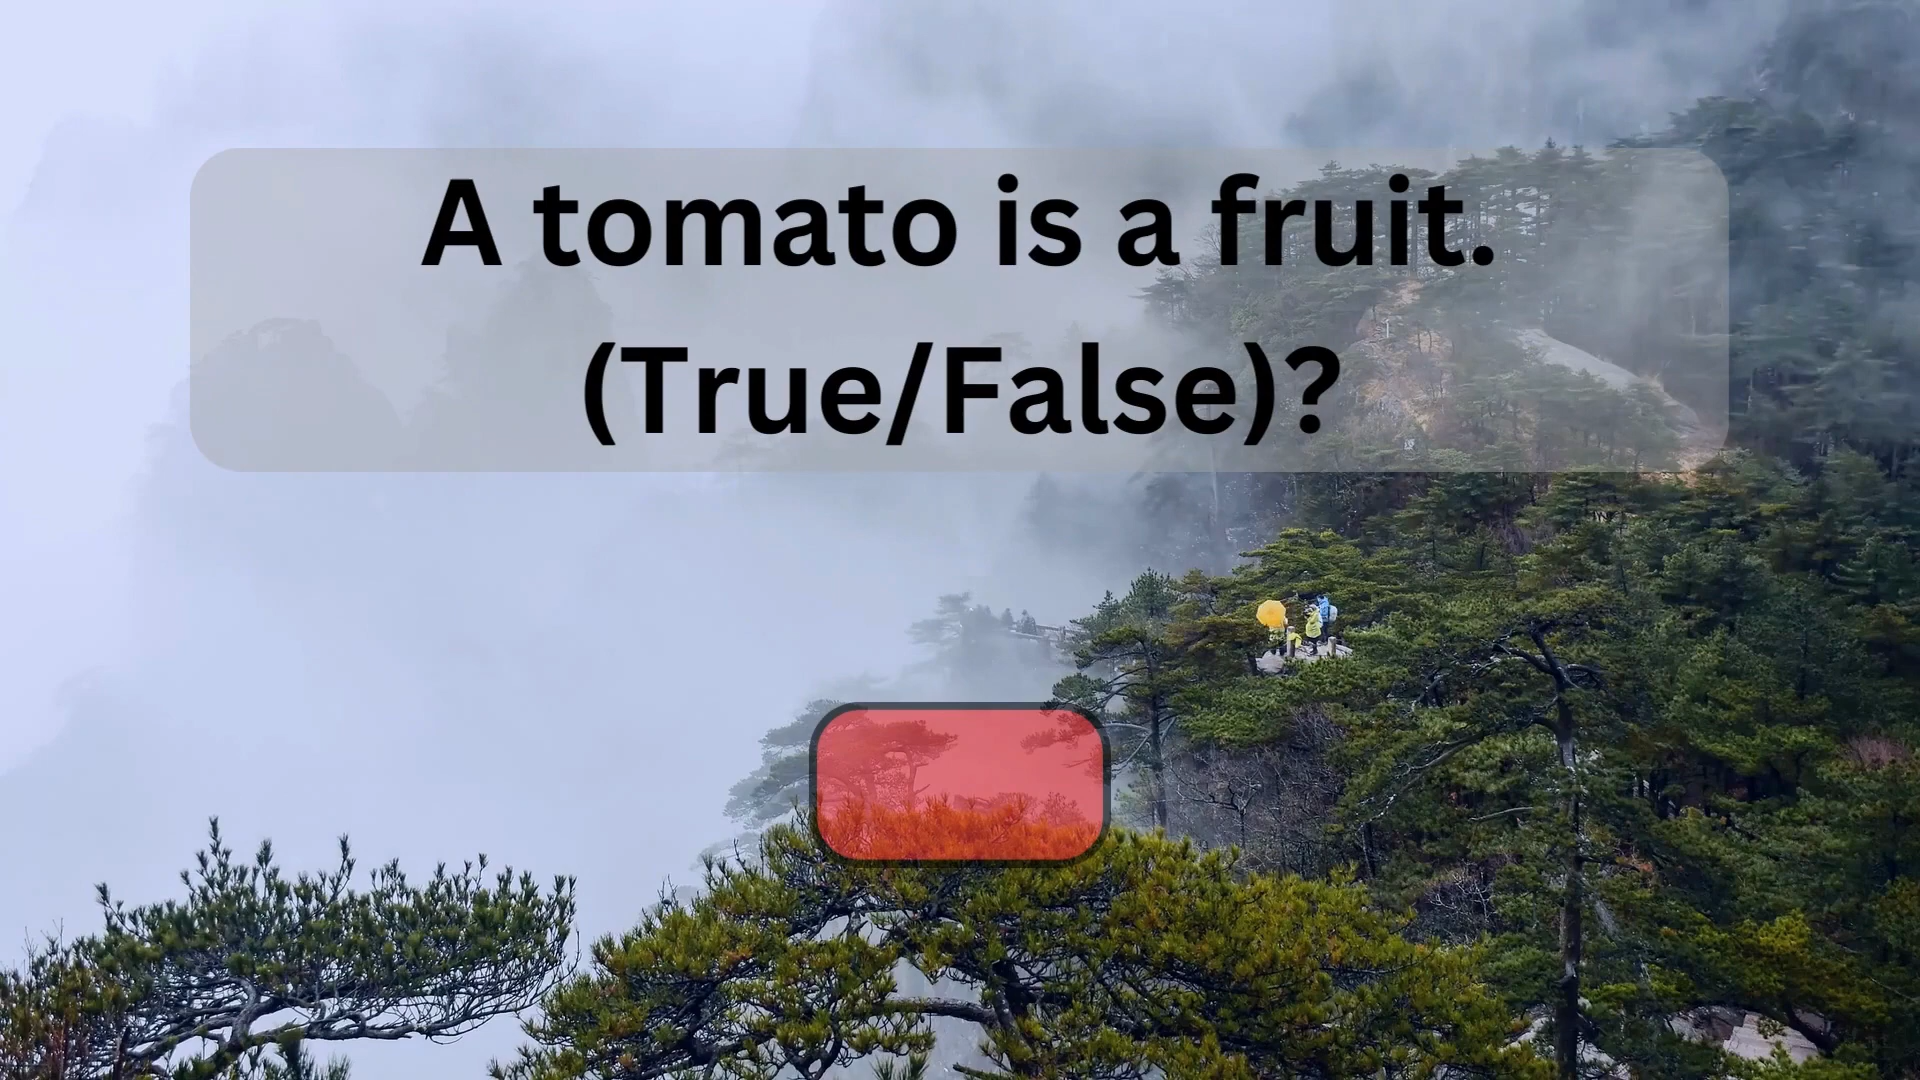 A tomato is a fruit.
(True/False)?